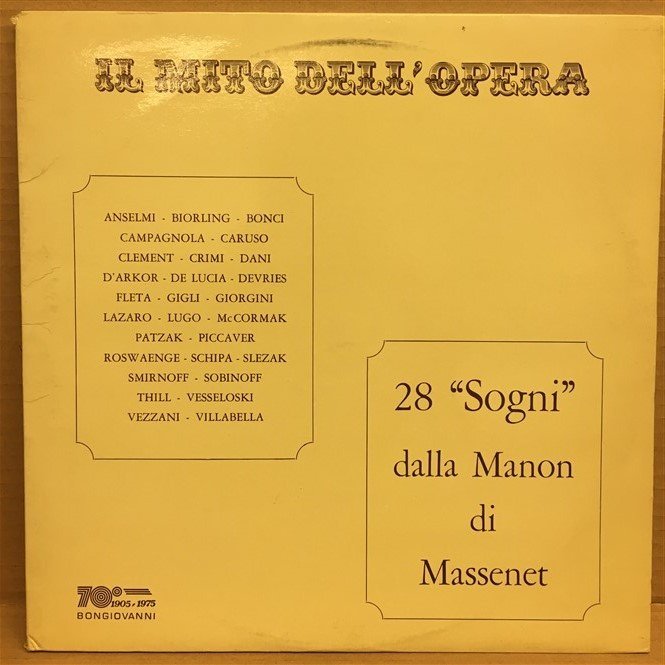 IL MITO DELL'OPERA
ANSELMI - BIORLING - BONCI
CAMPAGNOLA - CARUSO
CLEMENT - CRIMI - DANI
D'ARKOR - DE LUCIA - DEVRIES
FLETA - GIGLI - GIORGINI
LAZARO - LUGO - McCORMAK
PATZAK - PICCAVER
ROSWAENGE - SCHIPA - SLEZAK
SMIRNOFF - SOBINOFF
THILL - VESSELOSKI
VEZZANI - VILLABELLA
28 “Sogni”
dalla Manon
di
Massenet
70°
1905 • 1975
BONGIOVANNI